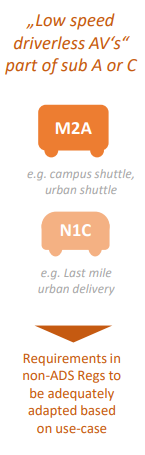 „Low speed
driverless AV‘s“
part of sub A or C
M2A
e.g. campus shuttle,
urban shuttle
N1C
e.g. Last mile
urban delivery
Requirements in
non-ADS Regs to
be adequately
adapted based
on use-case